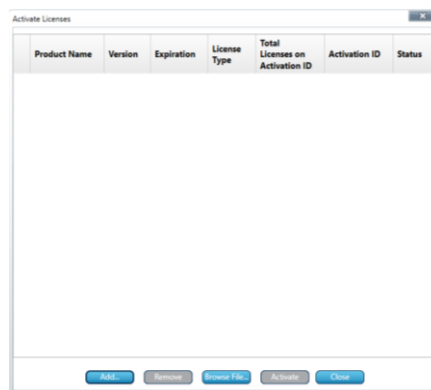 Activate Licenses
Product Name Version Expiration License Type Total Licenses on Activation ID Activation ID Status
Add... Remove Browse File... Activate Close